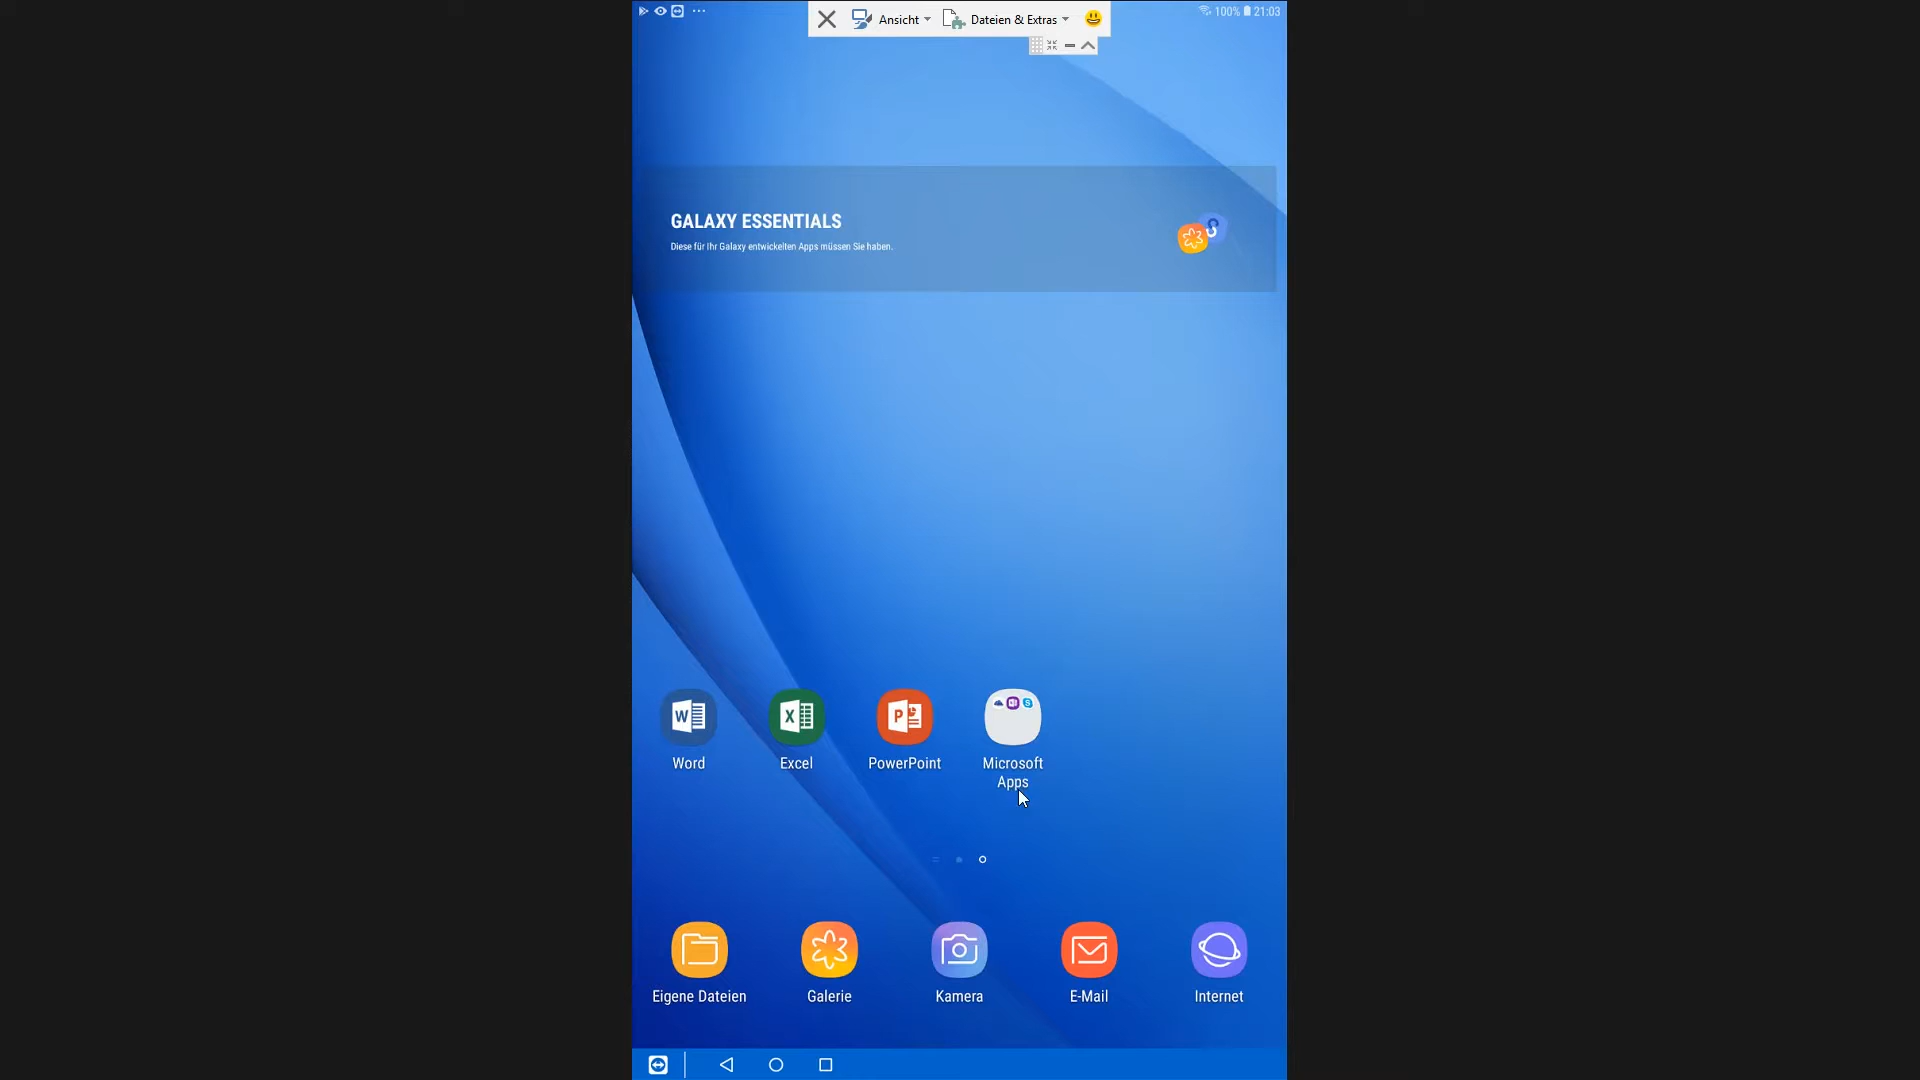 Ansicht
Dateien & Extras
100%
21:03
GALAXY ESSENTIALS
Diese für Ihr Galaxy entwickelten Apps müssen Sie haben.
Word
Excel
PowerPoint
Microsoft
Apps
Eigene Dateien
Galerie
Kamera
E-Mail
Internet